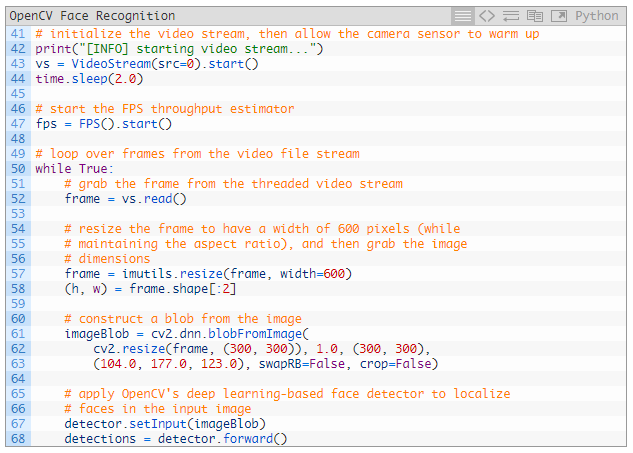 OpenCV Face Recognition Python
41 # initialize the video stream, then allow the camera sensor to warm up
42 print("[INFO] starting video stream...")
43 vs = VideoStream(src=0).start()
44 time.sleep(2.0)
45
46 # start the FPS throughput estimator
47 fps = FPS().start()
48
49 # loop over frames from the video file stream
50 while True:
51     # grab the frame from the threaded video stream
52     frame = vs.read()
53
54     # resize the frame to have a width of 600 pixels (while
55     # maintaining the aspect ratio), and then grab the image
56     # dimensions
57     frame = imutils.resize(frame, width=600)
58     (h, w) = frame.shape[:2]
59
60     # construct a blob from the image
61     imageBlob = cv2.dnn.blobFromImage(
62         cv2.resize(frame, (300, 300)), 1.0, (300, 300),
63         (104.0, 177.0, 123.0), swapRB=False, crop=False)
64
65     # apply OpenCV's deep learning-based face detector to localize
66     # faces in the input image
67     detector.setInput(imageBlob)
68     detections = detector.forward()